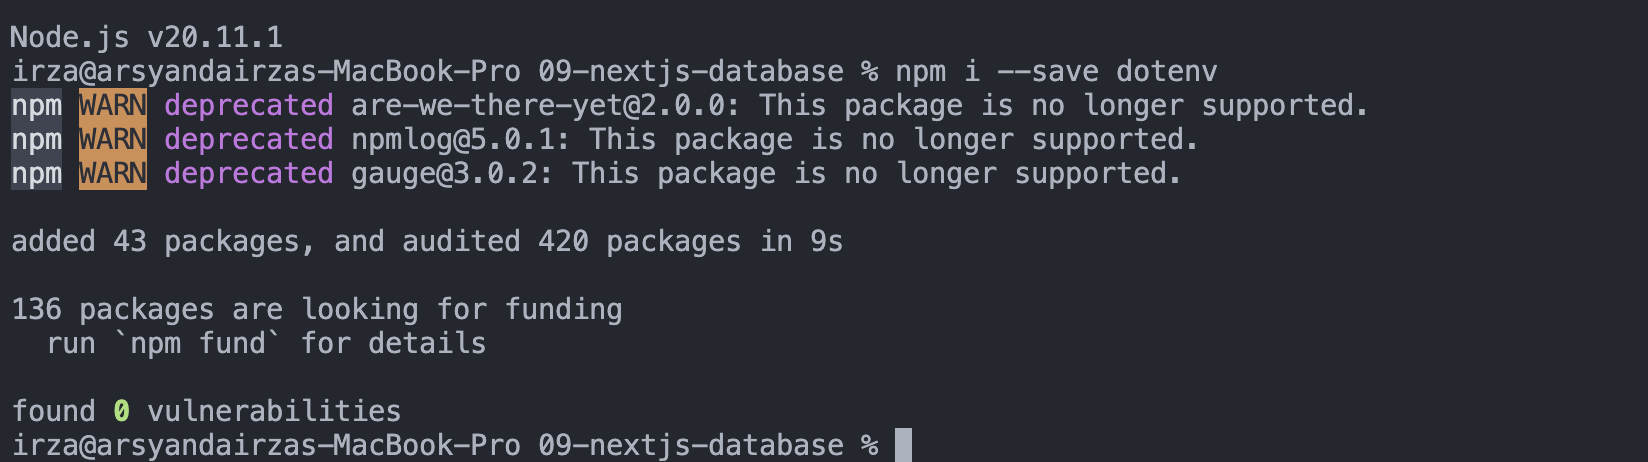 Node.js v20.11.1
irza@arsyandairzas-MacBook-Pro 09-nextjs-database % npm i --save dotenv
npm WARN deprecated are-we-there-yet@2.0.0: This package is no longer supported.
npm WARN deprecated npmlog@5.0.1: This package is no longer supported.
npm WARN deprecated gauge@3.0.2: This package is no longer supported.
added 43 packages, and audited 420 packages in 9s
136 packages are looking for funding
run `npm fund` for details
found 0 vulnerabilities
irza@arsyandairzas-MacBook-Pro 09-nextjs-database %